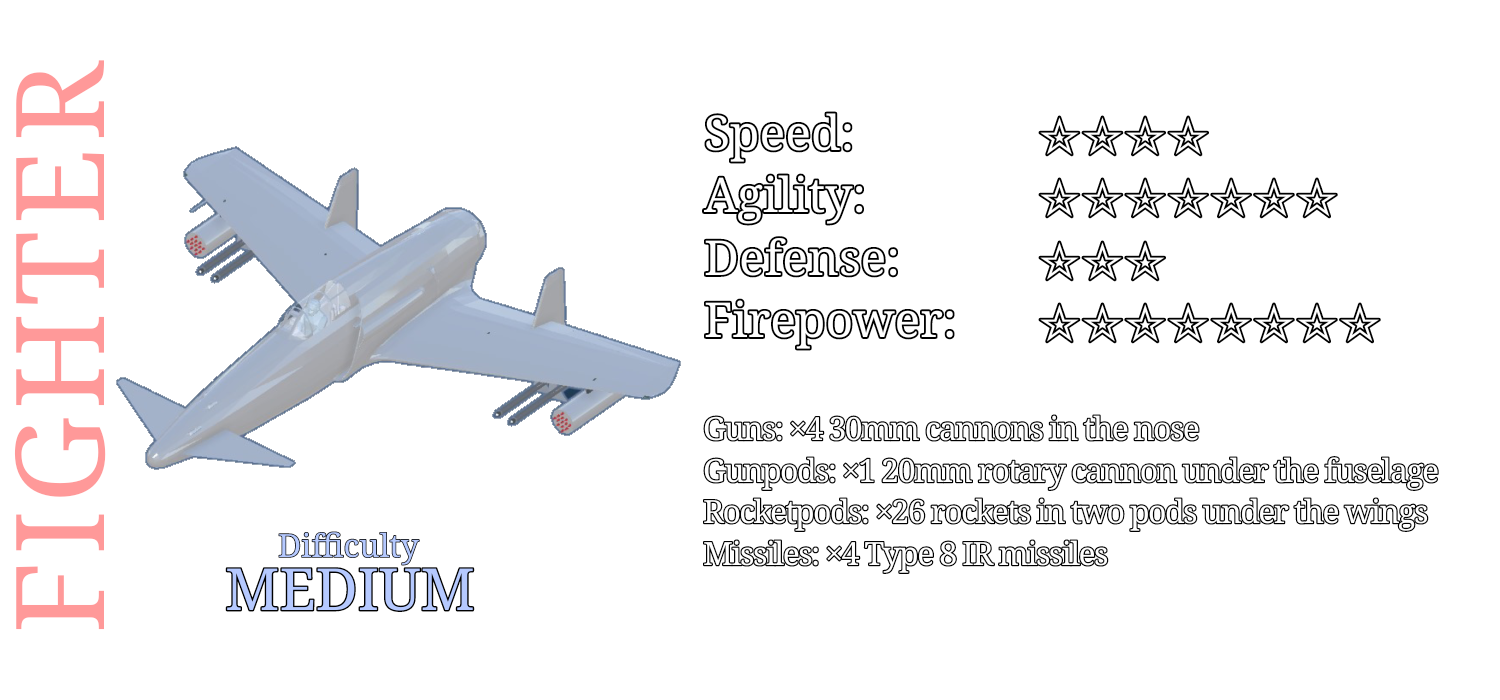 FIGHTER
Speed: ☆☆☆☆
Agility: ☆☆☆☆☆☆☆
Defense: ☆☆☆
Firepower: ☆☆☆☆☆☆☆☆
Guns: ×4 30mm cannons in the nose
Gunpods: ×1 20mm rotary cannon under the fuselage
Rocketpods: ×26 rockets in two pods under the wings
Missiles: ×4 Type 8 IR missiles
Difficulty
MEDIUM